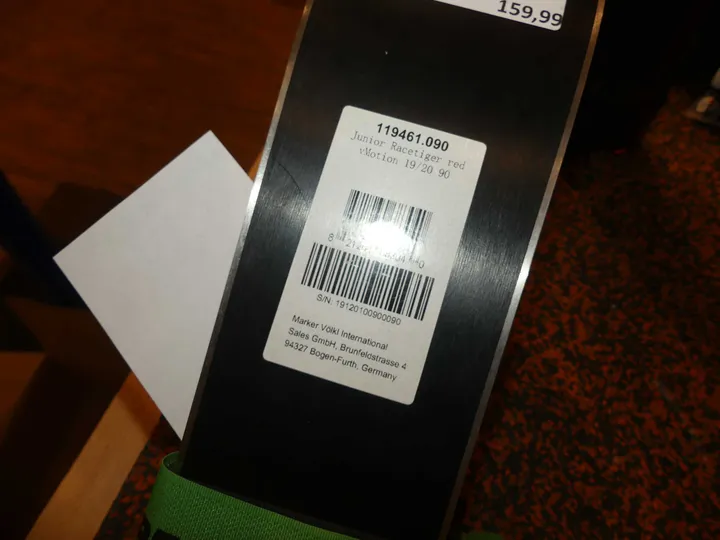 159,99
119461.090
Junior Racetiger red
vMotion 19/20 90
S/N: 19120100900090
Marker Völkl International
Sales GmbH, Brunfeldstrasse 4
94327 Bogen-Furth, Germany